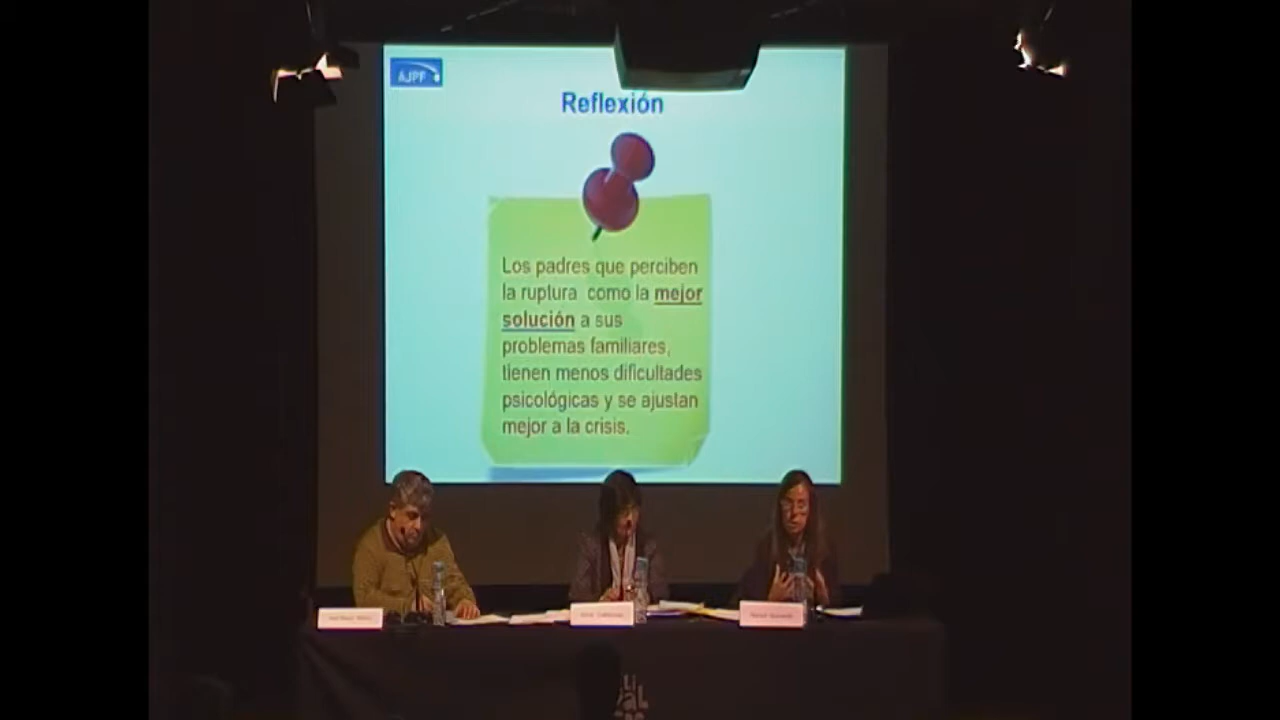 AJPF
Reflexión
Los padres que perciben
la ruptura como la mejor
solución a sus
problemas familiares,
tienen menos dificultades
psicológicas y se ajustan
mejor a la crisis.